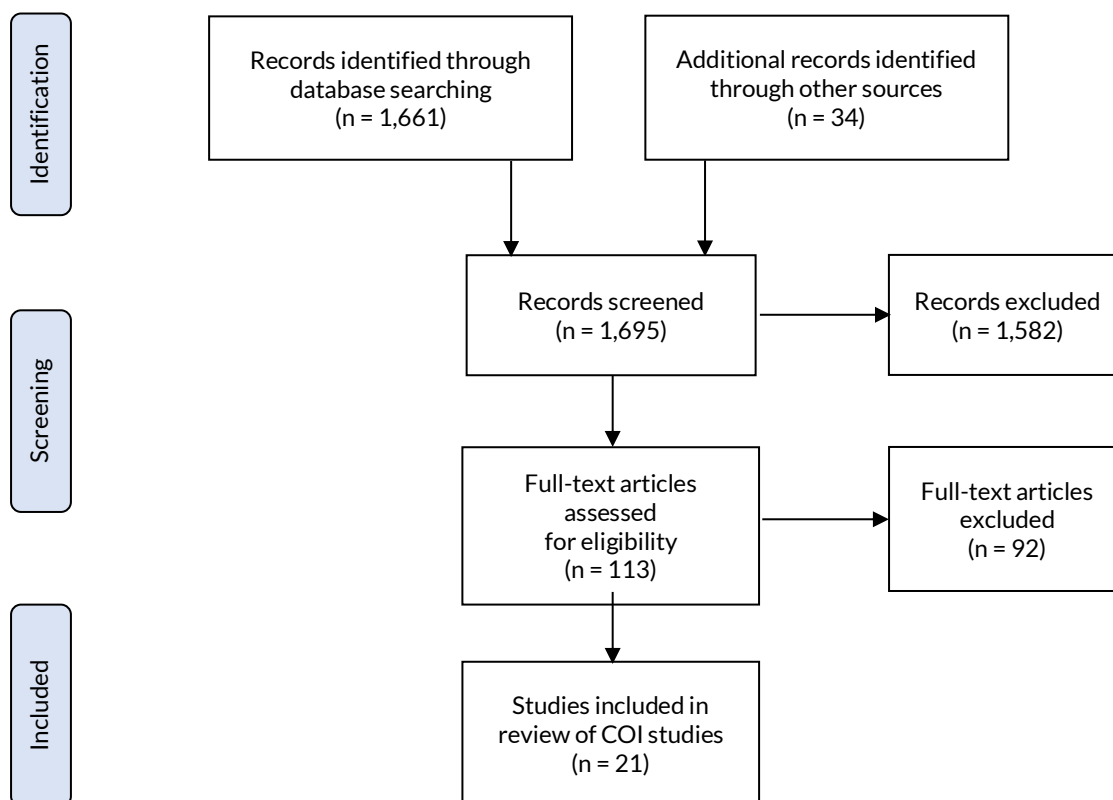 Identification
Records identified through
database searching
(n = 1,661)
Additional records identified
through other sources
(n = 34)
Screening
Records screened
(n = 1,695)
Records excluded
(n = 1,582)
Full-text articles
assessed
for eligibility
(n = 113)
Full-text articles
excluded
(n = 92)
Included
Studies included in
review of COI studies
(n = 21)